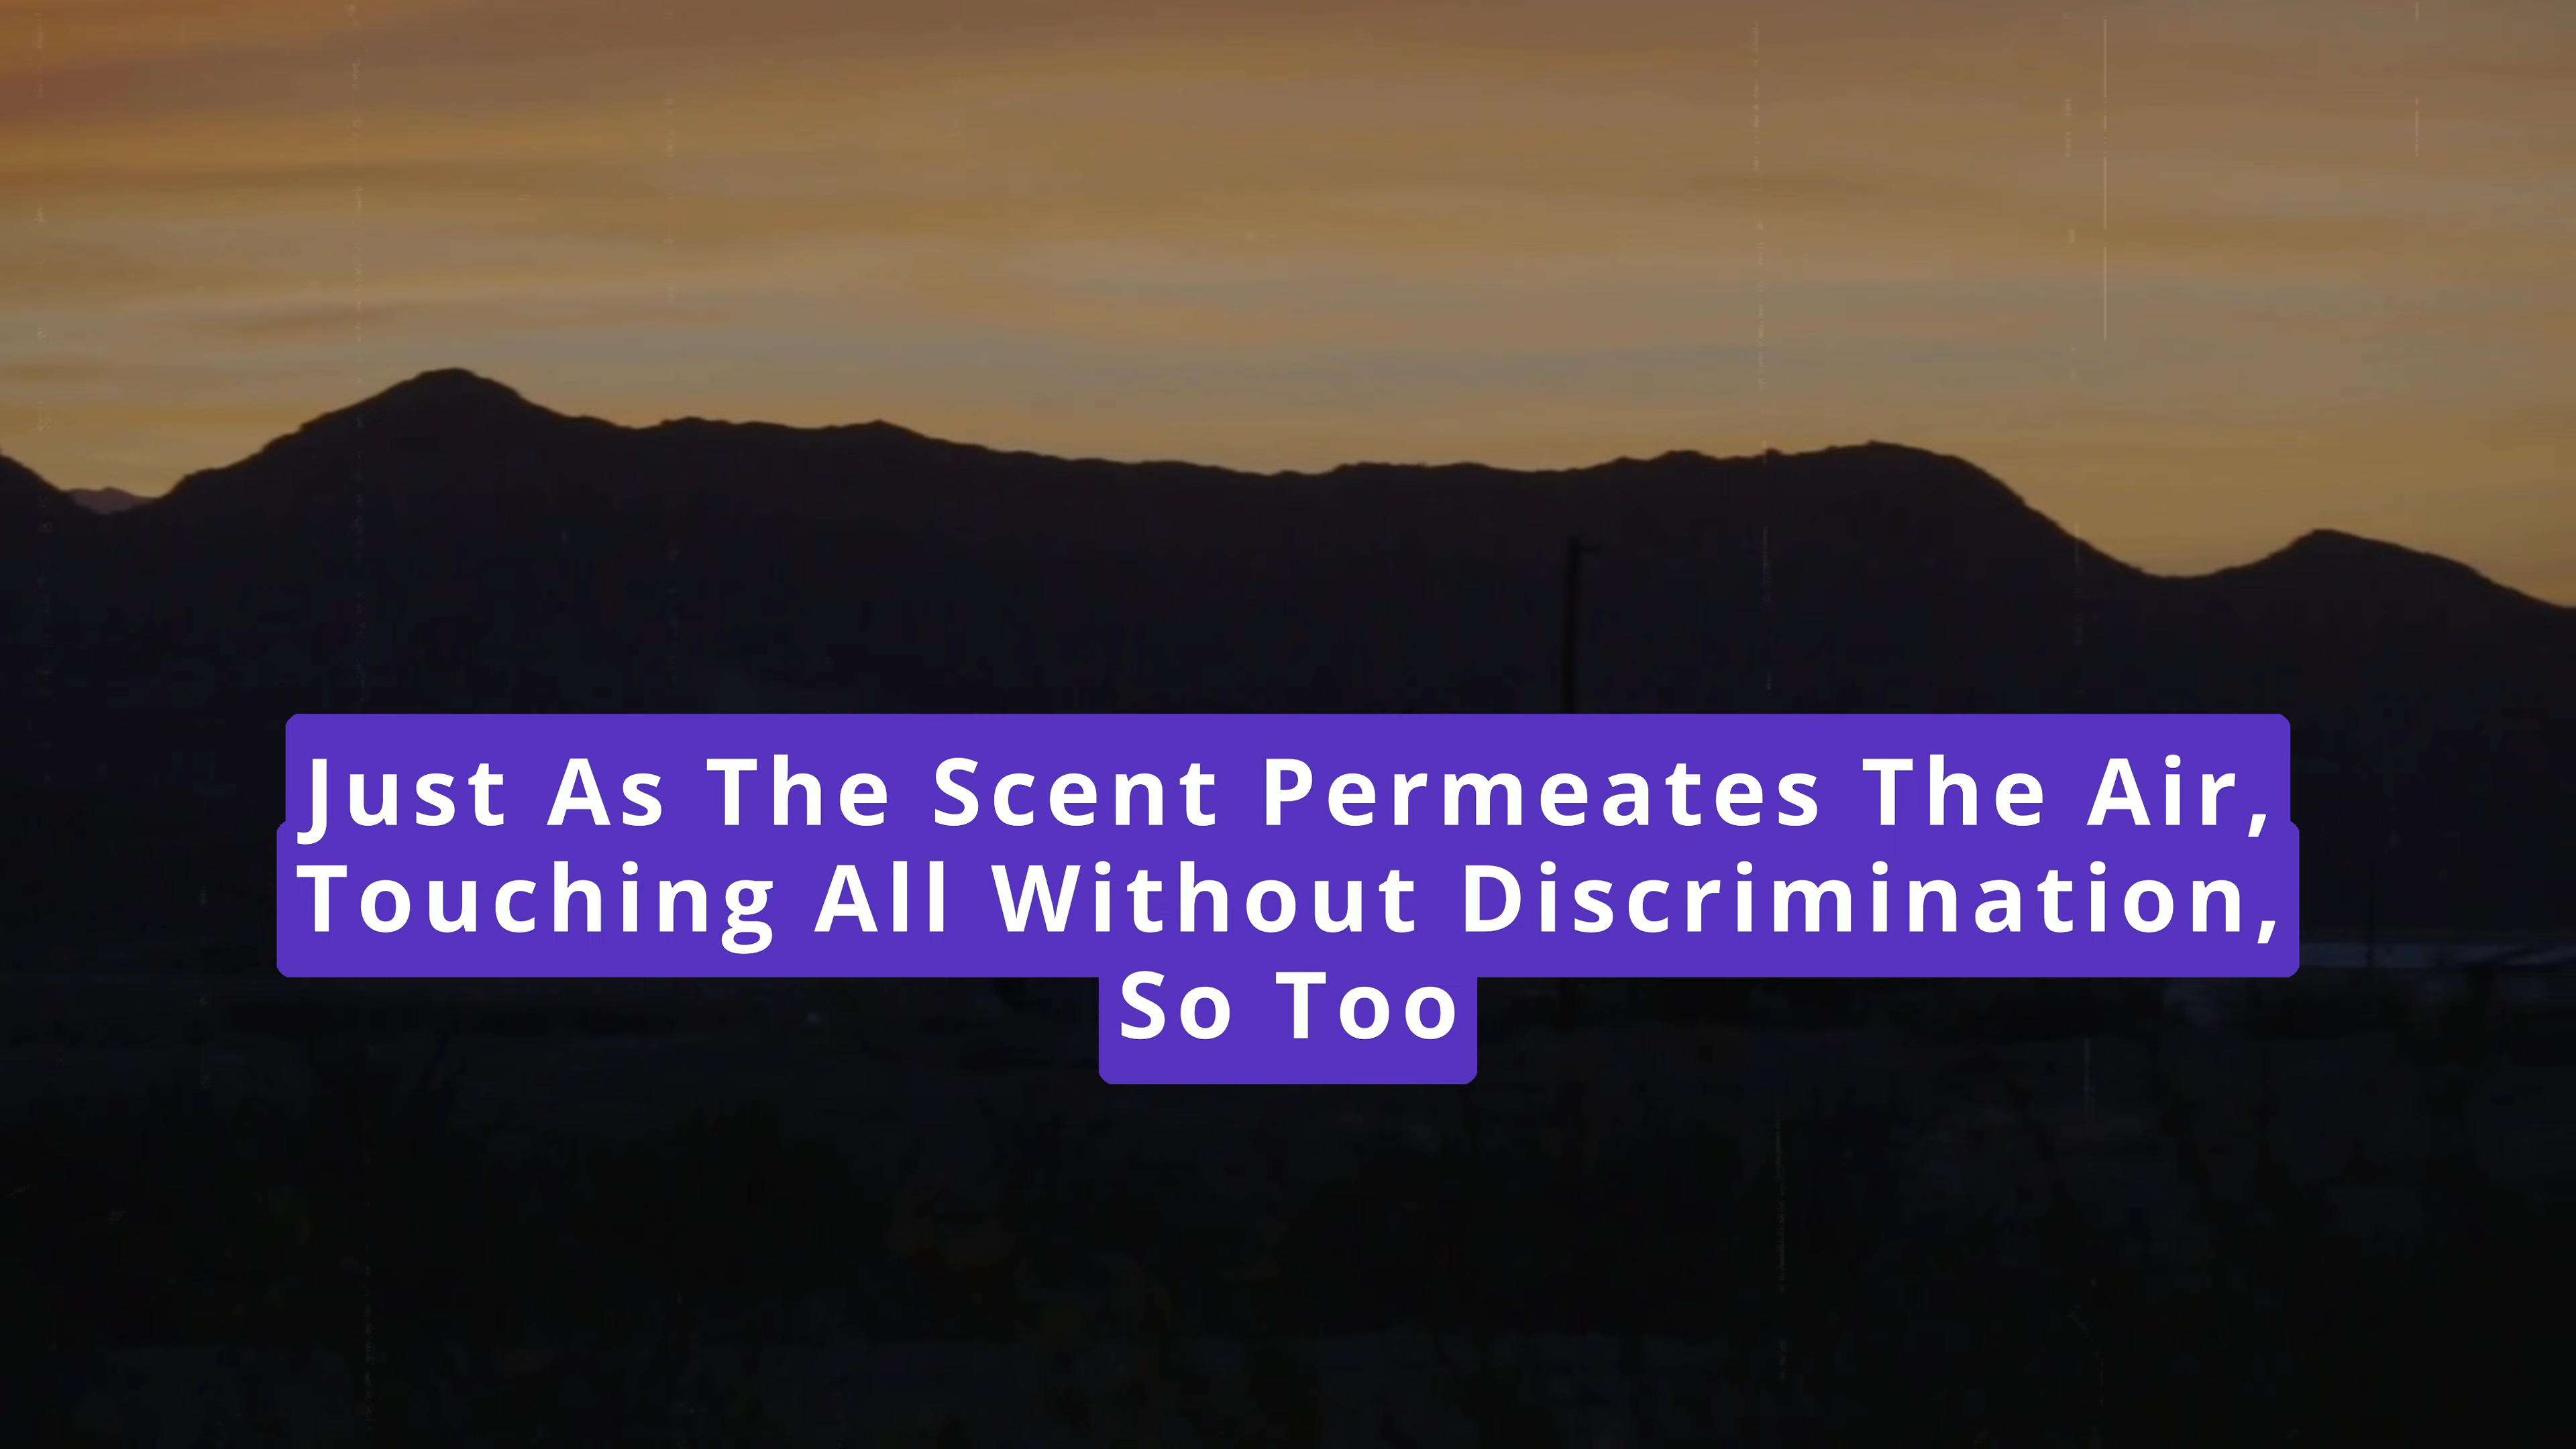 Just As The Scent Permeates The Air,
Touching All Without Discrimination,
So Too